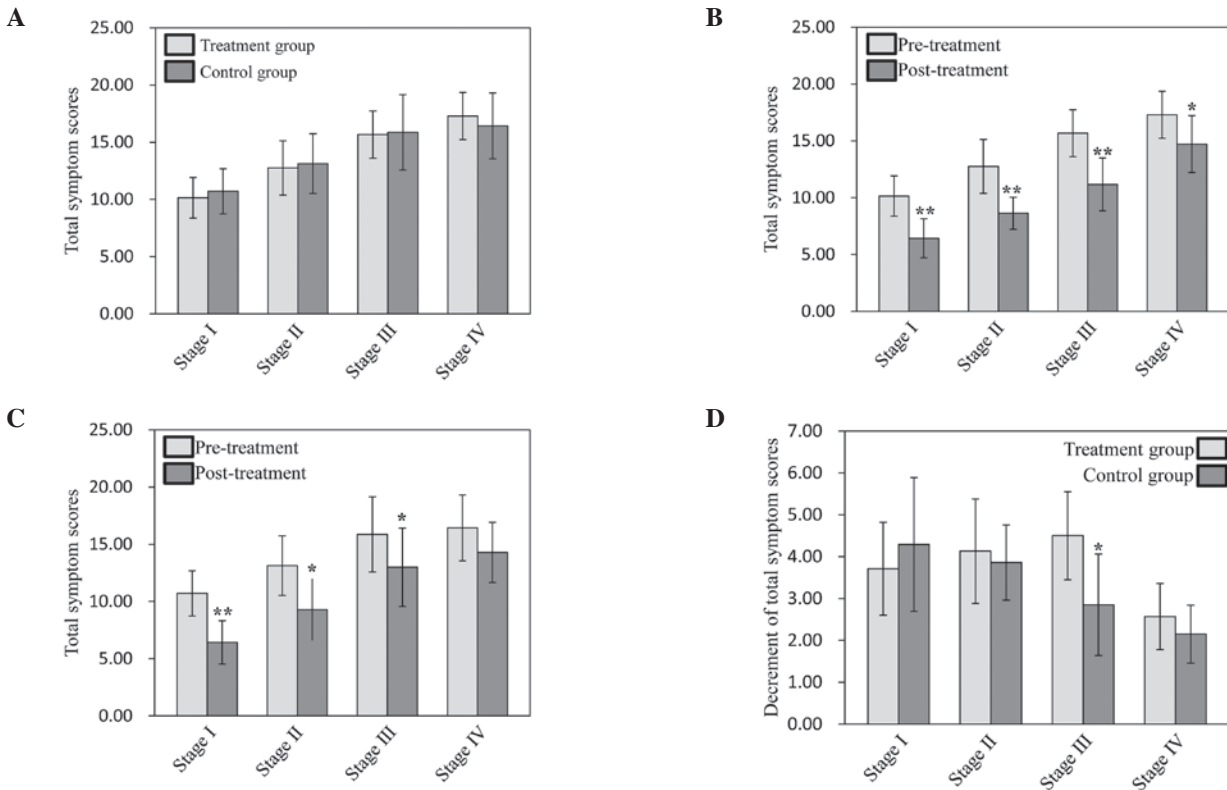 A
Total symptom scores
25.00
20.00
15.00
10.00
5.00
0.00
Treatment group
Control group
Stage I
Stage II
Stage III
Stage IV
B
Total symptom scores
25.00
20.00
15.00
10.00
5.00
0.00
Pre-treatment
Post-treatment
**
**
**
*
Stage I
Stage II
Stage III
Stage IV
C
Total symptom scores
25.00
20.00
15.00
10.00
5.00
0.00
Pre-treatment
Post-treatment
**
*
*
Stage I
Stage II
Stage III
Stage IV
D
Decrement of total symptom scores
7.00
6.00
5.00
4.00
3.00
2.00
1.00
0.00
Treatment group
Control group
*
Stage I
Stage II
Stage III
Stage IV